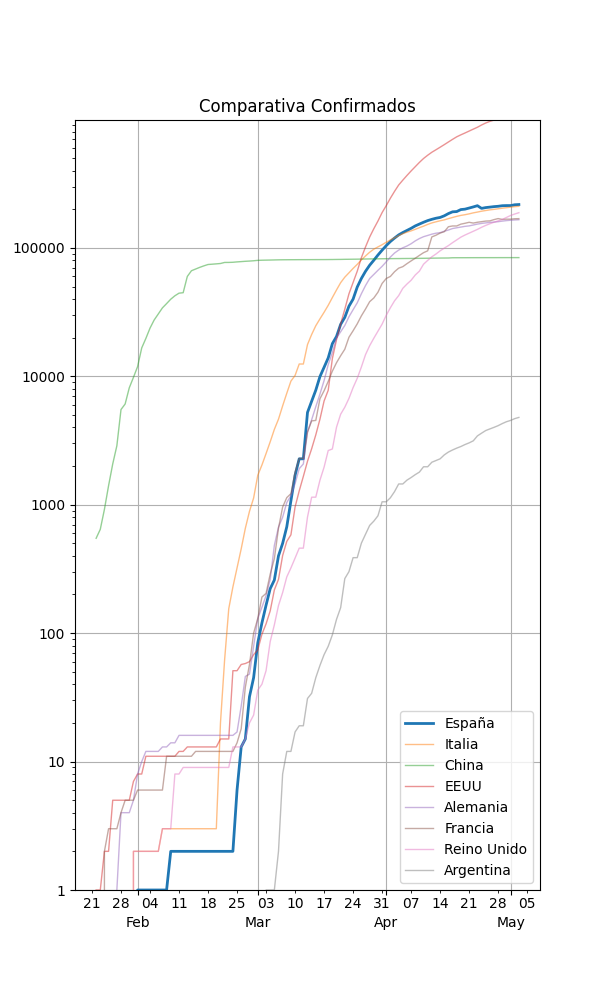 Comparativa Confirmados
100000
10000
1000
100
10
1
España
Italia
China
EEUU
Alemania
Francia
Reino Unido
Argentina
21 28 04 11 18 25 03 10 17 24 31 07 14 21 28 05
Feb Mar Apr May